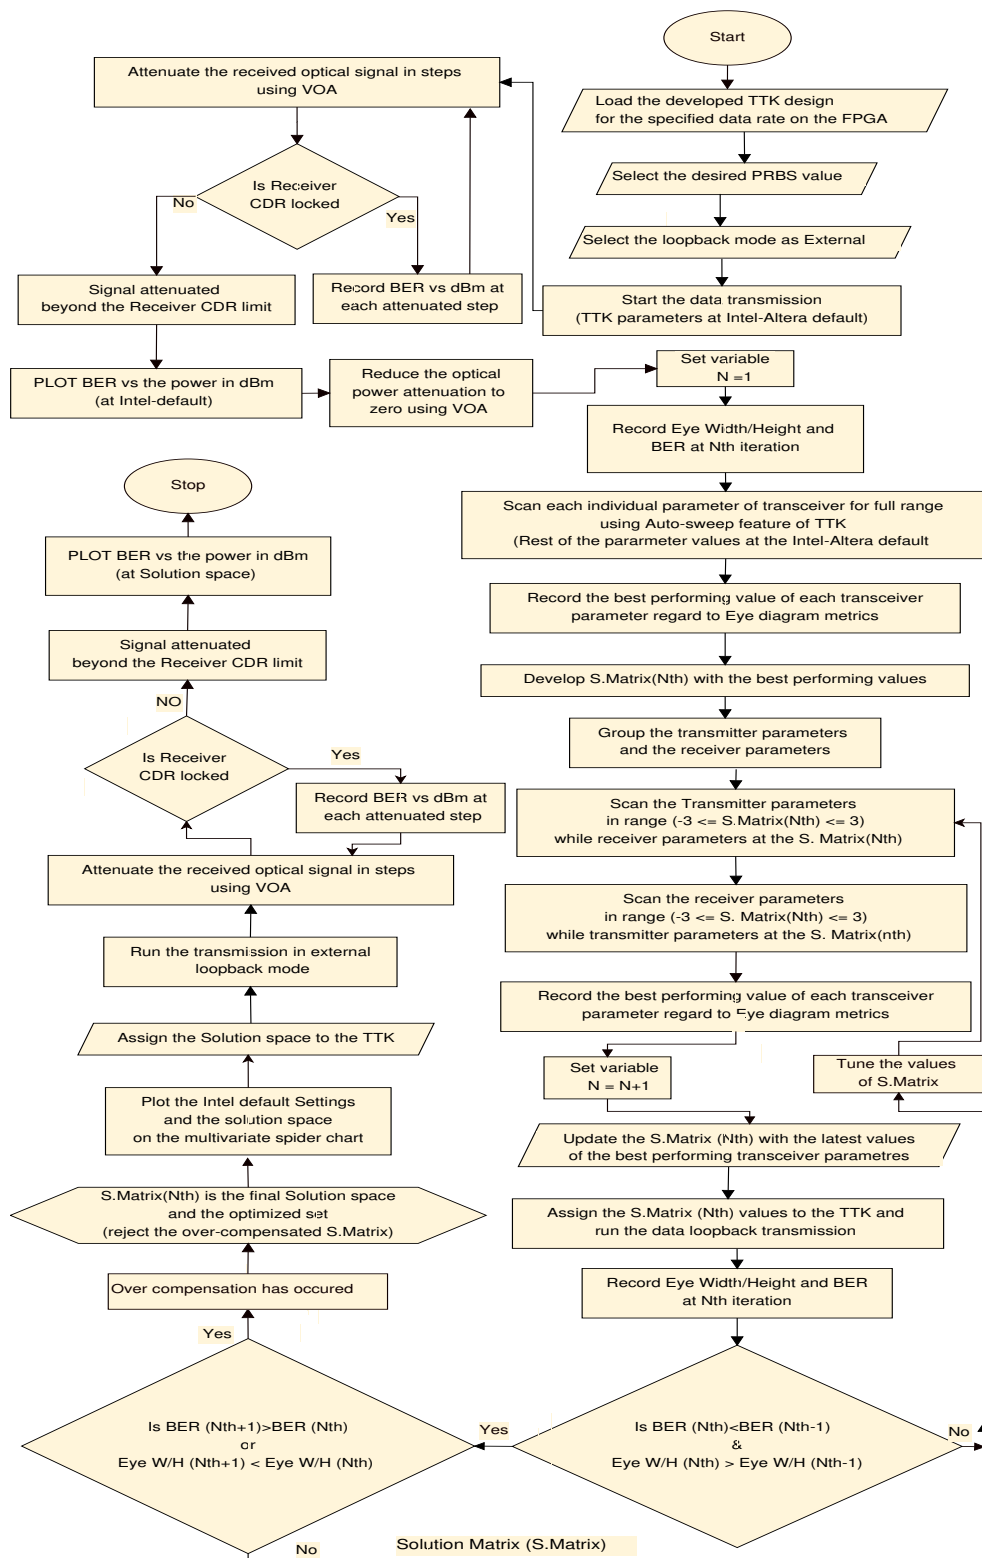 Start
Load the developed TTK design
for the specified data rate on the FPGA
Select the desired PRBS value
Select the loopback mode as External
Start the data transmission
(TTK parameters at Intel-Altera default)
Attenuate the received optical signal in steps
using VOA
Is Receiver
CDR locked
No
Yes
Record BER vs dBm at
each attenuated step
Signal attenuated
beyond the Receiver CDR limit
PLOT BER vs the power in dBm
(at Intel-default)
Reduce the optical
power attenuation to
zero using VOA
Set variable
N =1
Record Eye Width/Height and
BER at Nth iteration
Scan each individual parameter of transceiver for full range
using Auto-sweep feature of TTK
(Rest of the pararmeter values at the Intel-Altera default
Record the best performing value of each transceiver
parameter regard to Eye diagram metrics
Develop S.Matrix(Nth) with the best performing values
Group the transmitter parameters
and the receiver parameters
Scan the Transmitter parameters
in range (-3 <= S.Matrix(Nth) <= 3)
while receiver parameters at the S. Matrix(Nth)
Scan the receiver parameters
in range (-3 <= S. Matrix(Nth) <= 3)
while transmitter parameters at the S. Matrix(nth)
Record the best performing value of each transceiver
parameter regard to Eye diagram metrics
Set variable
N = N+1
Tune the values
of S.Matrix
Update the S.Matrix (Nth) with the latest values
of the best performing transceiver parametres
Assign the S.Matrix (Nth) values to the TTK and
run the data loopback transmission
Record Eye Width/Height and BER
at Nth iteration
Is BER (Nth)<BER (Nth-1)
&
Eye W/H (Nth) > Eye W/H (Nth-1)
No
Yes
Is BER (Nth+1)>BER (Nth)
or
Eye W/H (Nth+1) < Eye W/H (Nth)
No
Yes
Over compensation has occured
S.Matrix(Nth) is the final Solution space
and the optimized set
(reject the over-compensated S.Matrix)
Plot the Intel default Settings
and the solution space
on the multivariate spider chart
Assign the Solution space to the TTK
Run the transmission in external
loopback mode
Attenuate the received optical signal in steps
using VOA
Is Receiver
CDR locked
Yes
Record BER vs dBm at
each attenuated step
NO
Signal attenuated
beyond the Receiver CDR limit
PLOT BER vs the power in dBm
(at Solution space)
Stop
Solution Matrix (S.Matrix)